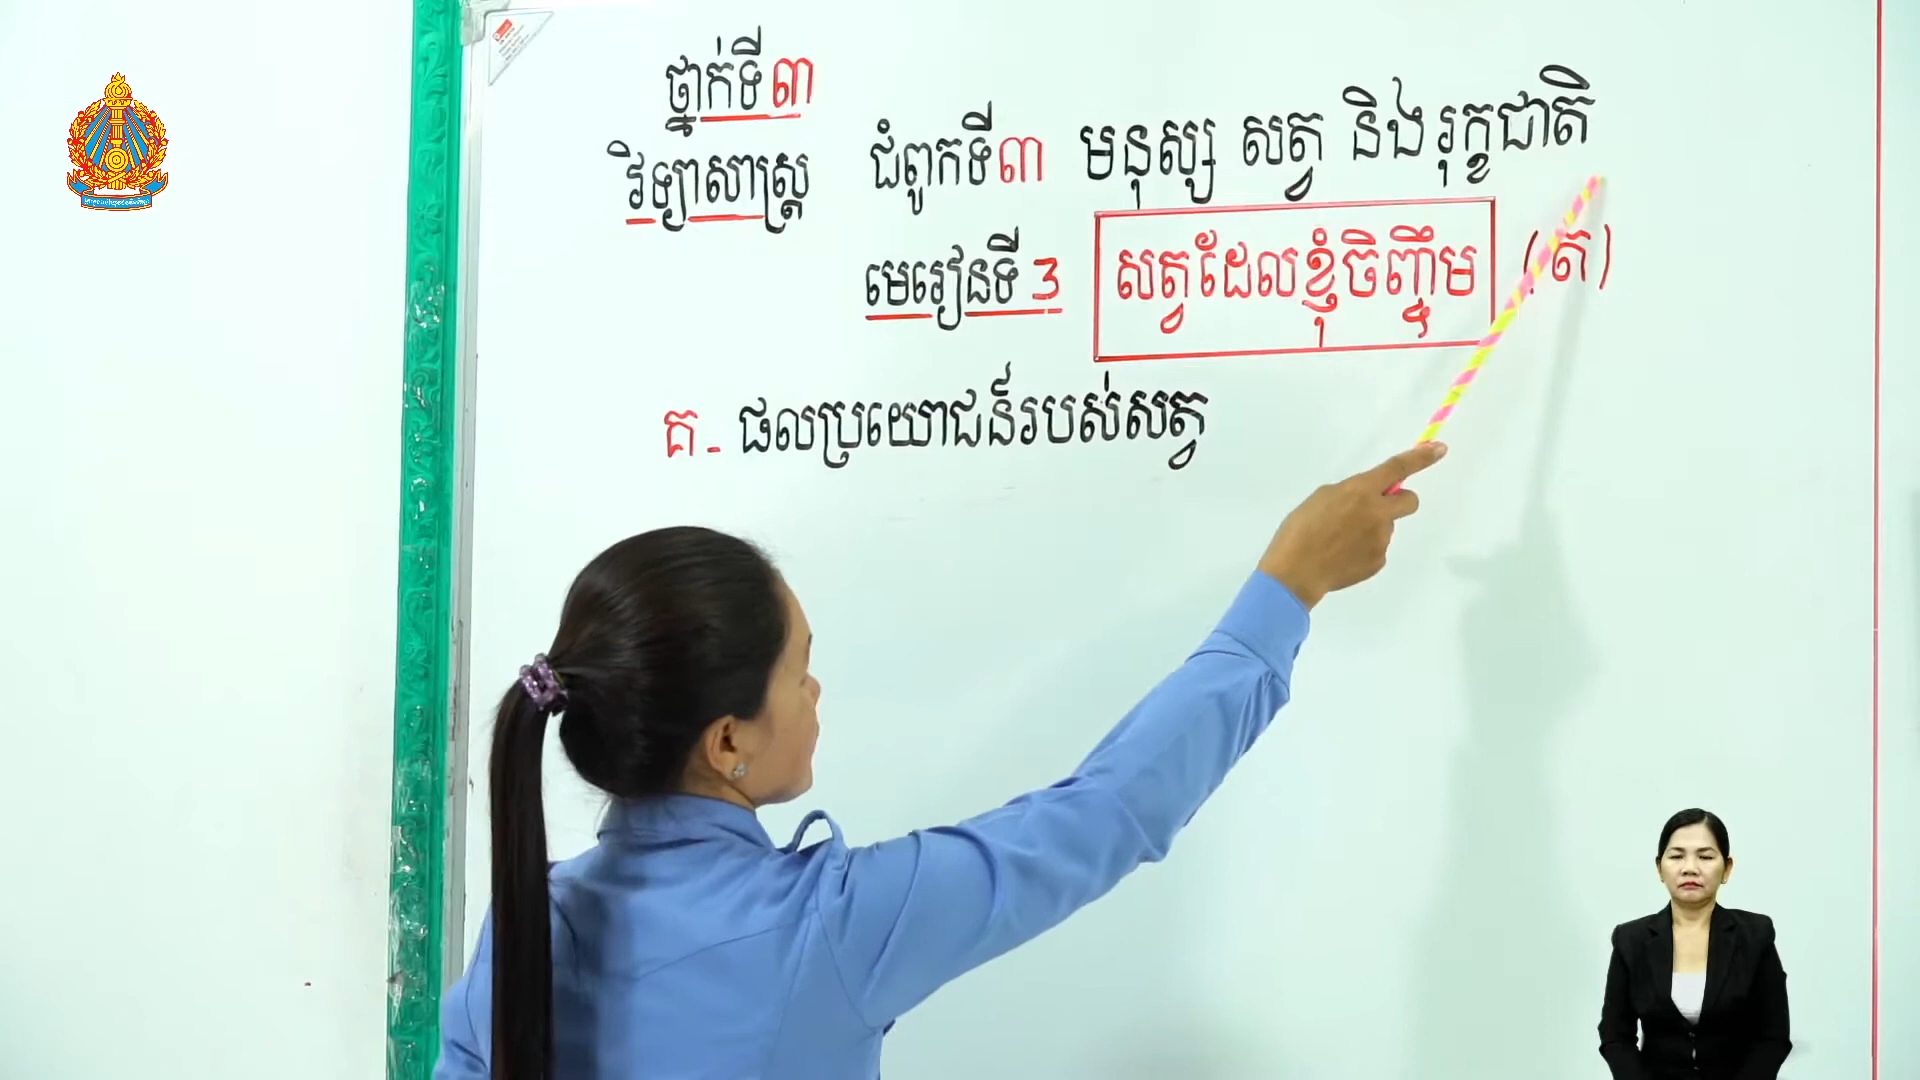 ថ្នាក់ទី៣
វិទ្យាសាស្ត្រ
ជំពូកទី៣ មនុស្ស សត្វ និងរុក្ខជាតិ
មេរៀនទី 3 សត្វដែលខ្ញុំចិញ្ចឹម (ត)
គ- ផលប្រយោជន៍របស់សត្វ